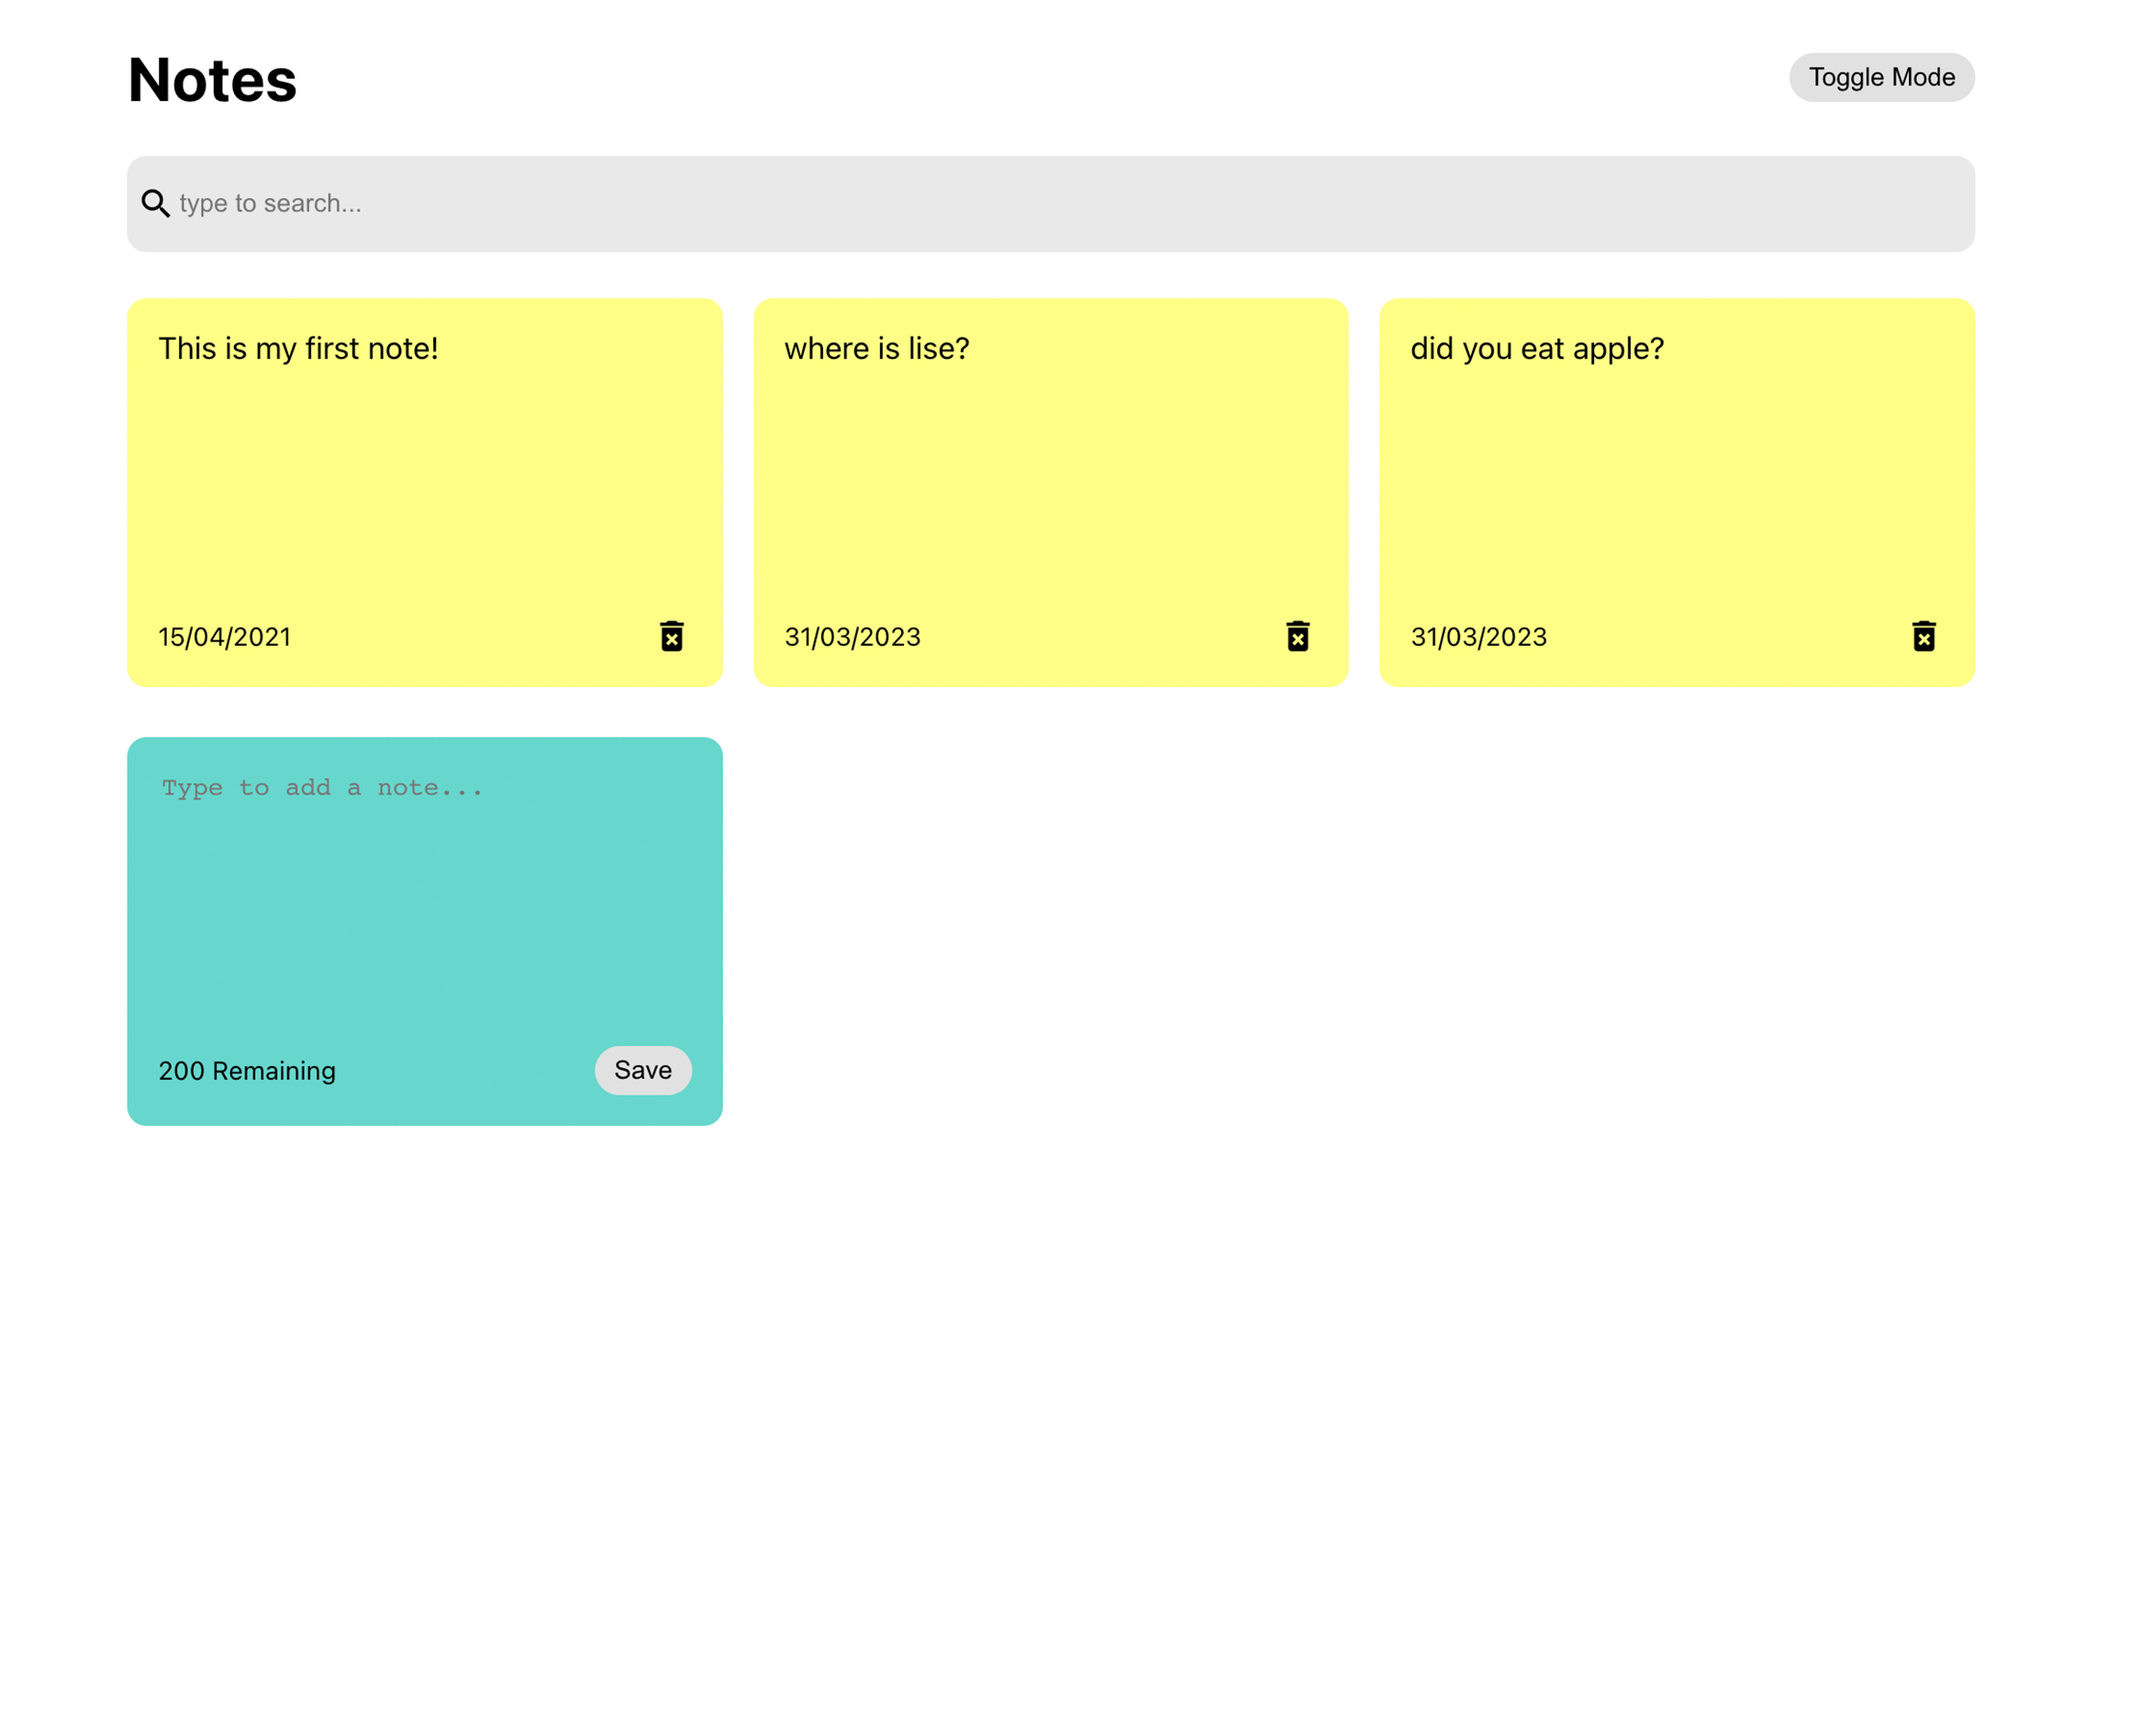 Notes
Toggle Mode
type to search...
This is my first note!
where is lise?
did you eat apple?
15/04/2021
31/03/2023
31/03/2023
Type to add a note...
200 Remaining
Save